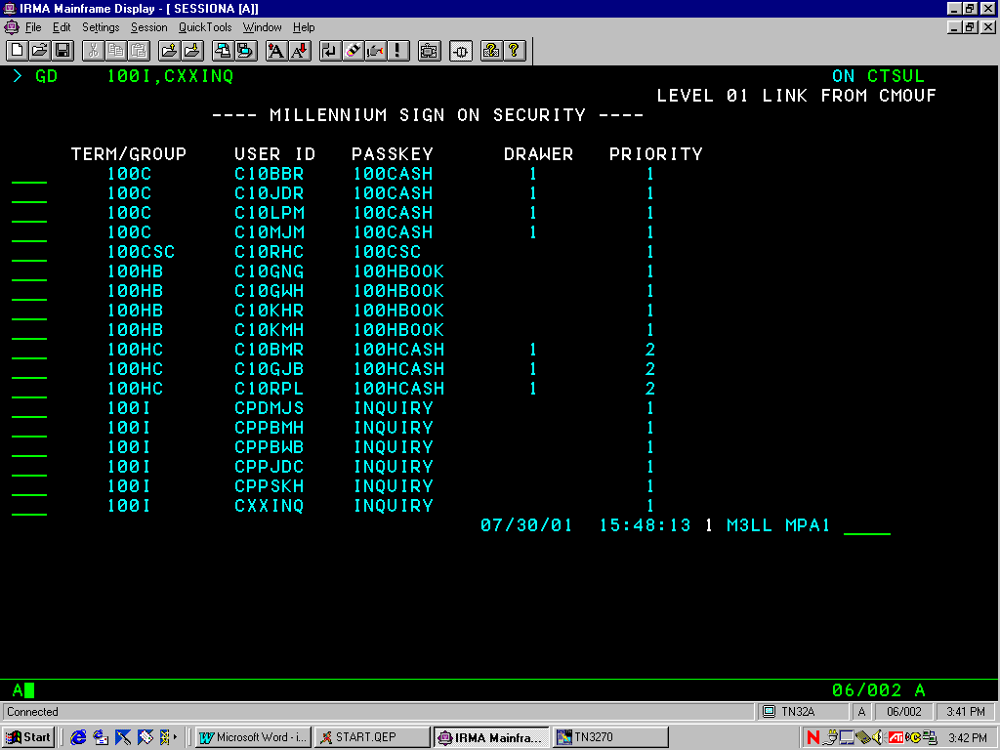 IRMA Mainframe Display - [ SESSIONA [A]]
File Edit Settings Session QuickTools Window Help
> GD 100I,CXXINQ ON CTSUL
LEVEL 01 LINK FROM CMOUF
---- MILLENNIUM SIGN ON SECURITY ----
TERM/GROUP USER ID PASSKEY DRAWER PRIORITY
100C C10BBR 100CASH 1 1
100C C10JDR 100CASH 1 1
100C C10LPM 100CASH 1 1
100C C10MJM 100CASH 1 1
100CSC C10RHC 100CSC 1
100HB C10GNG 100HBOOK 1
100HB C10GWH 100HBOOK 1
100HB C10KHR 100HBOOK 1
100HB C10KMH 100HBOOK 1
100HC C10BMR 100HCASH 1 2
100HC C10GJB 100HCASH 1 2
100HC C10RPL 100HCASH 1 2
100I CPDMJS INQUIRY 1
100I CPPBMH INQUIRY 1
100I CPPBWB INQUIRY 1
100I CPPJDC INQUIRY 1
100I CPPSKH INQUIRY 1
100I CXXINQ INQUIRY 1
07/30/01 15:48:13 1 M3LL MPA1
A 06/002 A
Connected TN32A A 06/002 3:41 PM
Start Microsoft Word - i... START.QEP IRMA Mainfra... TN3270 3:42 PM